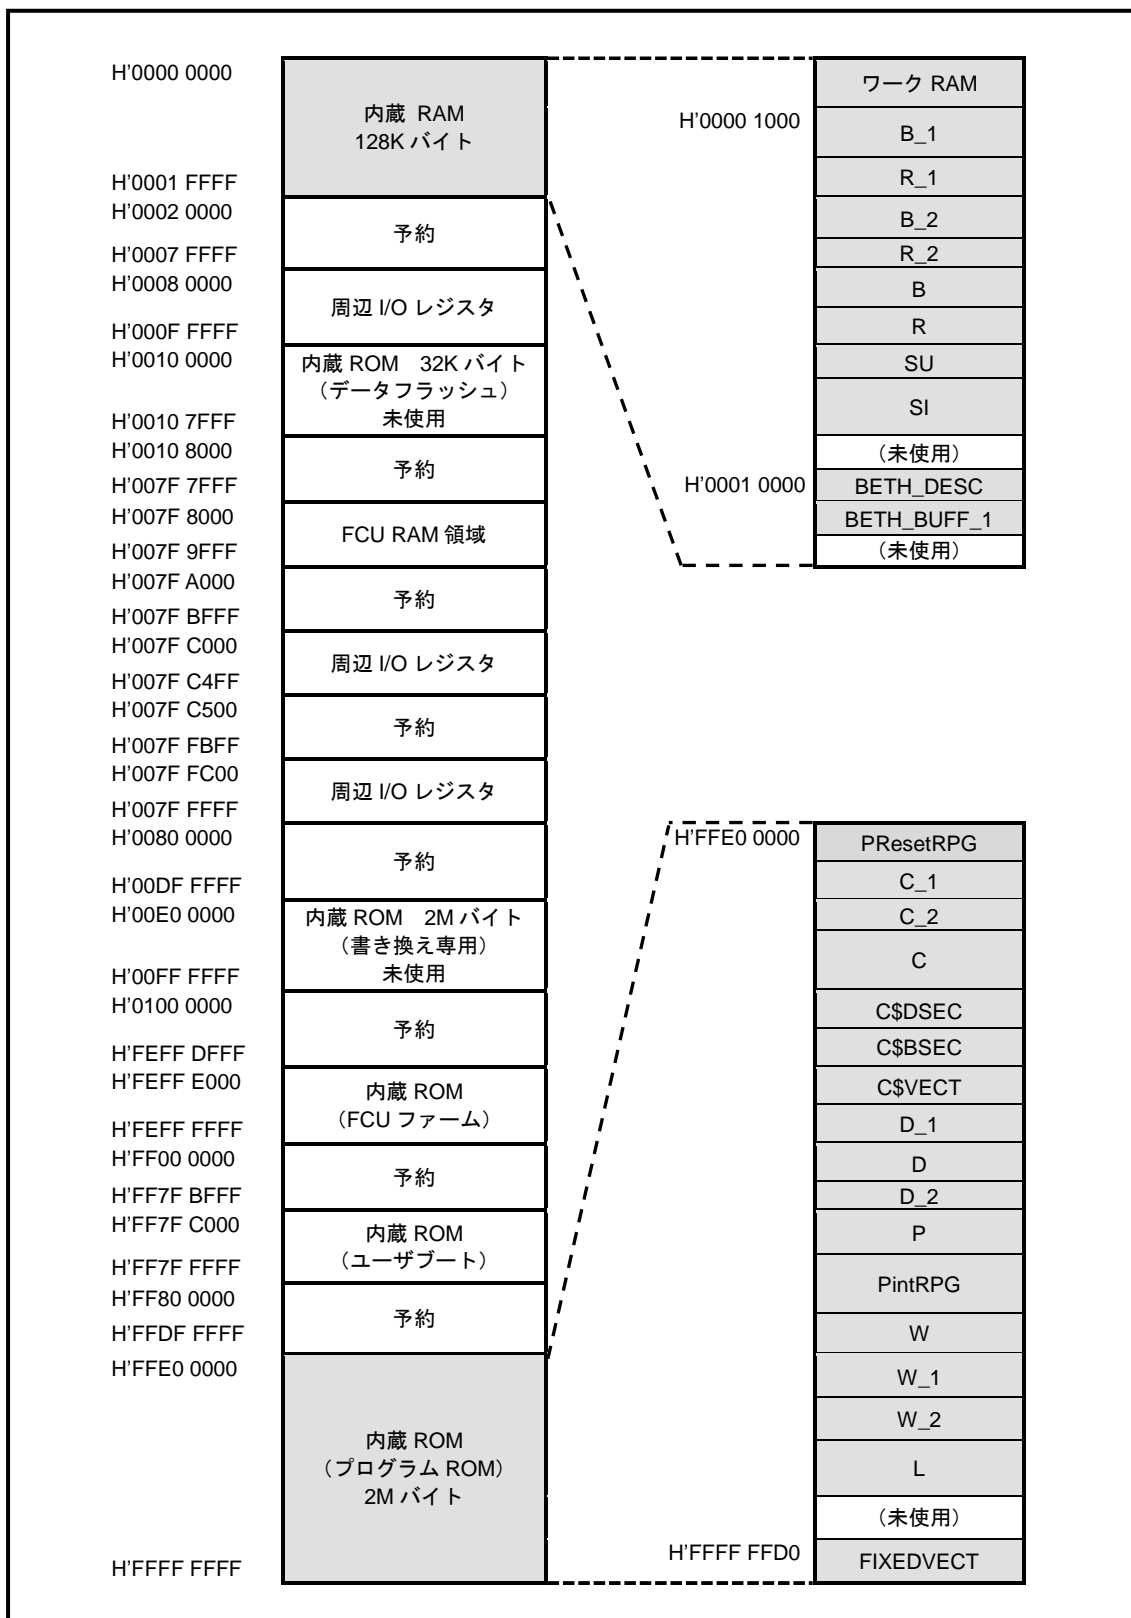 H'0000 0000
内蔵 RAM
128K バイト
H'0001 FFFF
H'0002 0000
予約
H'0007 FFFF
H'0008 0000
周辺 I/O レジスタ
H'000F FFFF
H'0010 0000
内蔵 ROM 32K バイト
（データフラッシュ）
未使用
H'0010 7FFF
H'0010 8000
予約
H'007F 7FFF
H'007F 8000
FCU RAM 領域
H'007F 9FFF
H'007F A000
予約
H'007F BFFF
H'007F C000
周辺 I/O レジスタ
H'007F C4FF
H'007F C500
予約
H'007F FBFF
H'007F FC00
周辺 I/O レジスタ
H'007F FFFF
H'0080 0000
予約
H'00DF FFFF
H'00E0 0000
内蔵 ROM 2M バイト
（書き換え専用）
未使用
H'00FF FFFF
H'0100 0000
予約
H'FEFF DFFF
H'FEFF E000
内蔵 ROM
（FCU ファーム）
H'FEFF FFFF
H'FF00 0000
予約
H'FF7F BFFF
H'FF7F C000
内蔵 ROM
（ユーザブート）
H'FF7F FFFF
H'FF80 0000
予約
H'FFDF FFFF
H'FFE0 0000
内蔵 ROM
（プログラム ROM）
2M バイト
H'FFFF FFFF
ワーク RAM
H'0000 1000
B_1
R_1
B_2
R_2
B
R
SU
SI
（未使用）
H'0001 0000
BETH_DESC
BETH_BUFF_1
（未使用）
H'FFE0 0000
PResetRPG
C_1
C_2
C
C$DSEC
C$BSEC
C$VECT
D_1
D
D_2
P
PintRPG
W
W_1
W_2
L
（未使用）
H'FFFF FFD0
FIXEDVECT